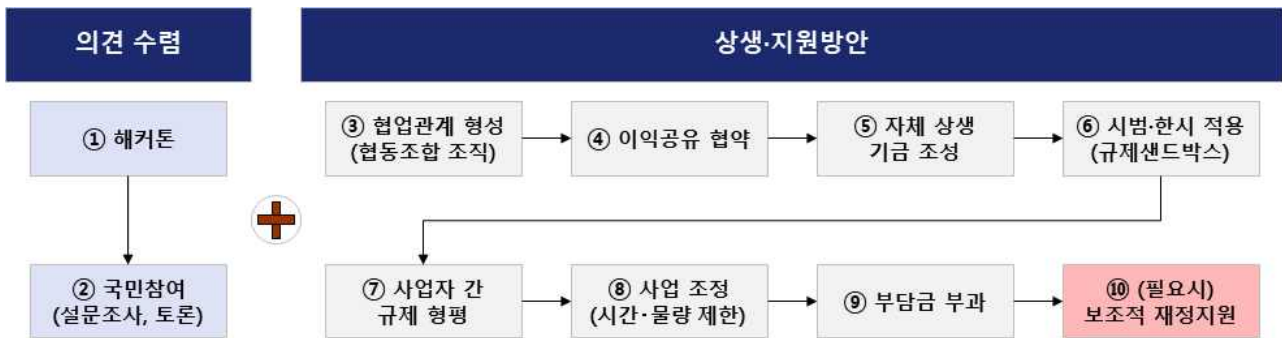 의견 수렴
① 해커톤
② 국민참여
(설문조사, 토론)
상생·지원방안
③ 협업관계 형성
(협동조합 조직)
④ 이익공유 협약
⑤ 자체 상생
기금 조성
⑥ 시범·한시 적용
(규제샌드박스)
⑦ 사업자 간
규제 형평
⑧ 사업 조정
(시간·물량 제한)
⑨ 부담금 부과
⑩ (필요시)
보조적 재정지원